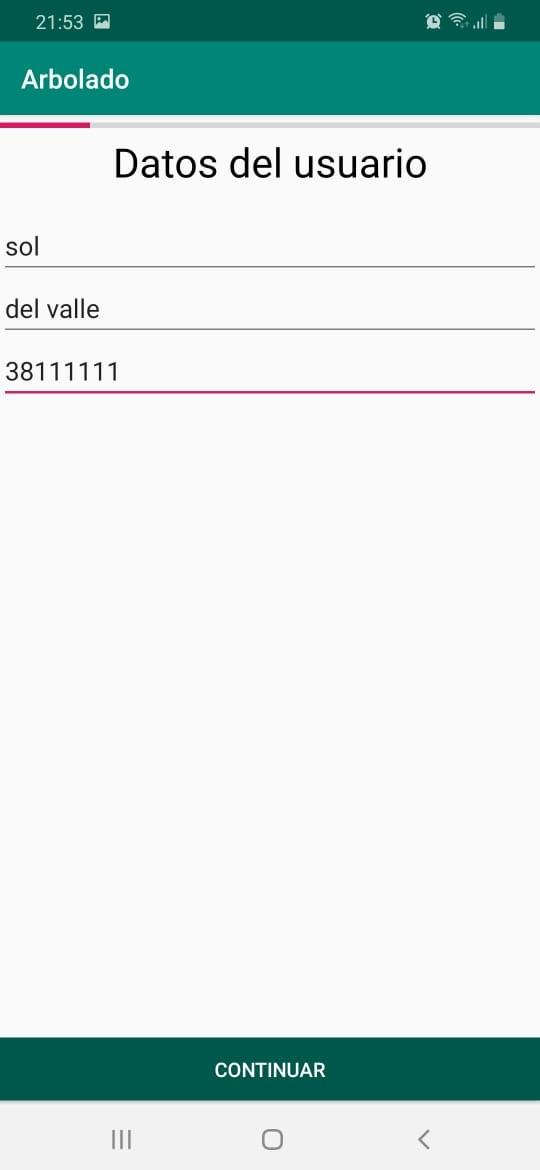 21:53
Arbolado
Datos del usuario
sol
del valle
38111111
CONTINUAR